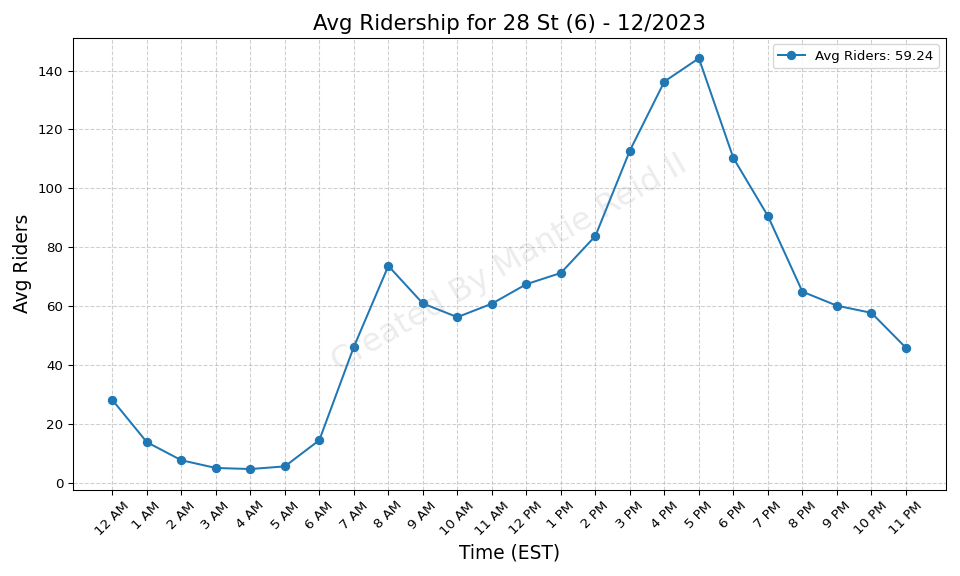 Avg Ridership for 28 St (6) - 12/2023
Avg Riders: 59.24
Avg Riders
140
120
100
80
60
40
20
0
Created By Mantie Reid II
12 AM
1 AM
2 AM
3 AM
4 AM
5 AM
6 AM
7 AM
8 AM
9 AM
10 AM
11 AM
12 PM
1 PM
2 PM
3 PM
4 PM
5 PM
6 PM
7 PM
8 PM
9 PM
10 PM
11 PM
Time (EST)